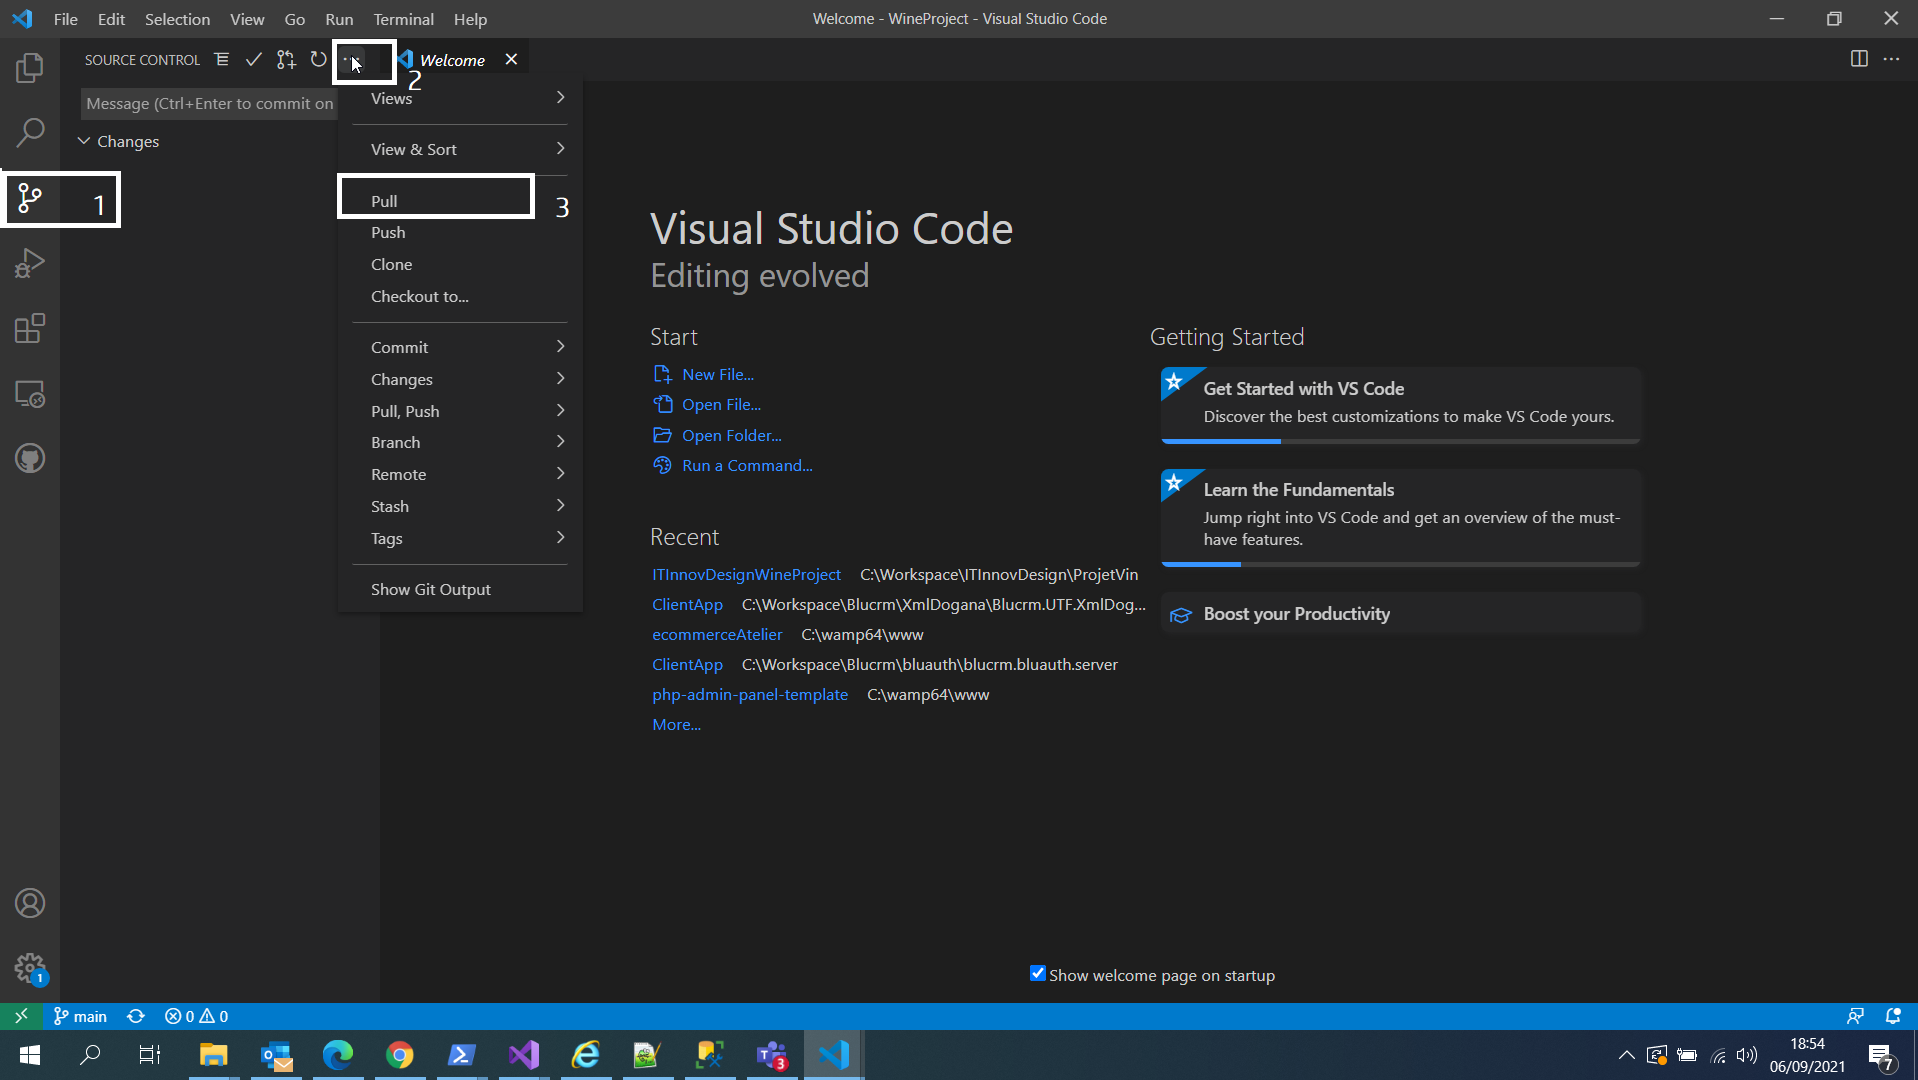 File Edit Selection View Go Run Terminal Help
Welcome - WineProject - Visual Studio Code
SOURCE CONTROL
Welcome
2
Message (Ctrl+Enter to commit on
Changes
1
Views
View & Sort
Pull
3
Push
Clone
Checkout to...
Commit
Changes
Pull, Push
Branch
Remote
Stash
Tags
Show Git Output
Visual Studio Code
Editing evolved
Start
New File...
Open File...
Open Folder...
Run a Command...
Recent
ITInnovDesignWineProject C:\Workspace\ITInnovDesign\ProjetVin
ClientApp C:\Workspace\Blucrm\XmlDogana\Blucrm.UTF.XmlDog...
ecommerceAtelier C:\wamp64\www
ClientApp C:\Workspace\Blucrm\bluauth\blucrm.bluauth.server
php-admin-panel-template C:\wamp64\www
More...
Getting Started
Get Started with VS Code
Discover the best customizations to make VS Code yours.
Learn the Fundamentals
Jump right into VS Code and get an overview of the must-
have features.
Boost your Productivity
Show welcome page on startup
1
main 0 0
3
18:54
06/09/2021
7